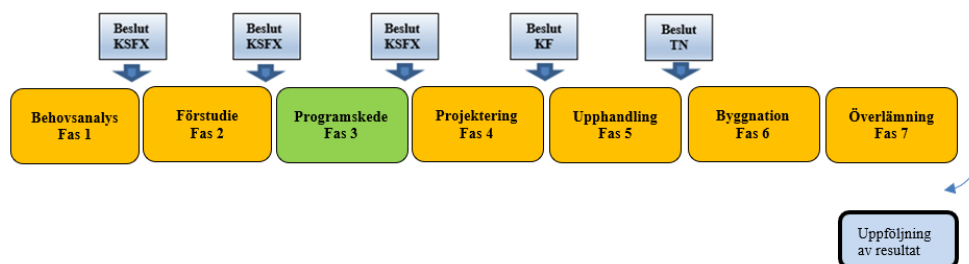 Beslut
KSFX
Beslut
KSFX
Beslut
KSFX
Beslut
KF
Beslut
TN
Behovsanalys
Fas 1
Förstudie
Fas 2
Programskede
Fas 3
Projektering
Fas 4
Upphandling
Fas 5
Byggnation
Fas 6
Överlämning
Fas 7
Uppföljning
av resultat